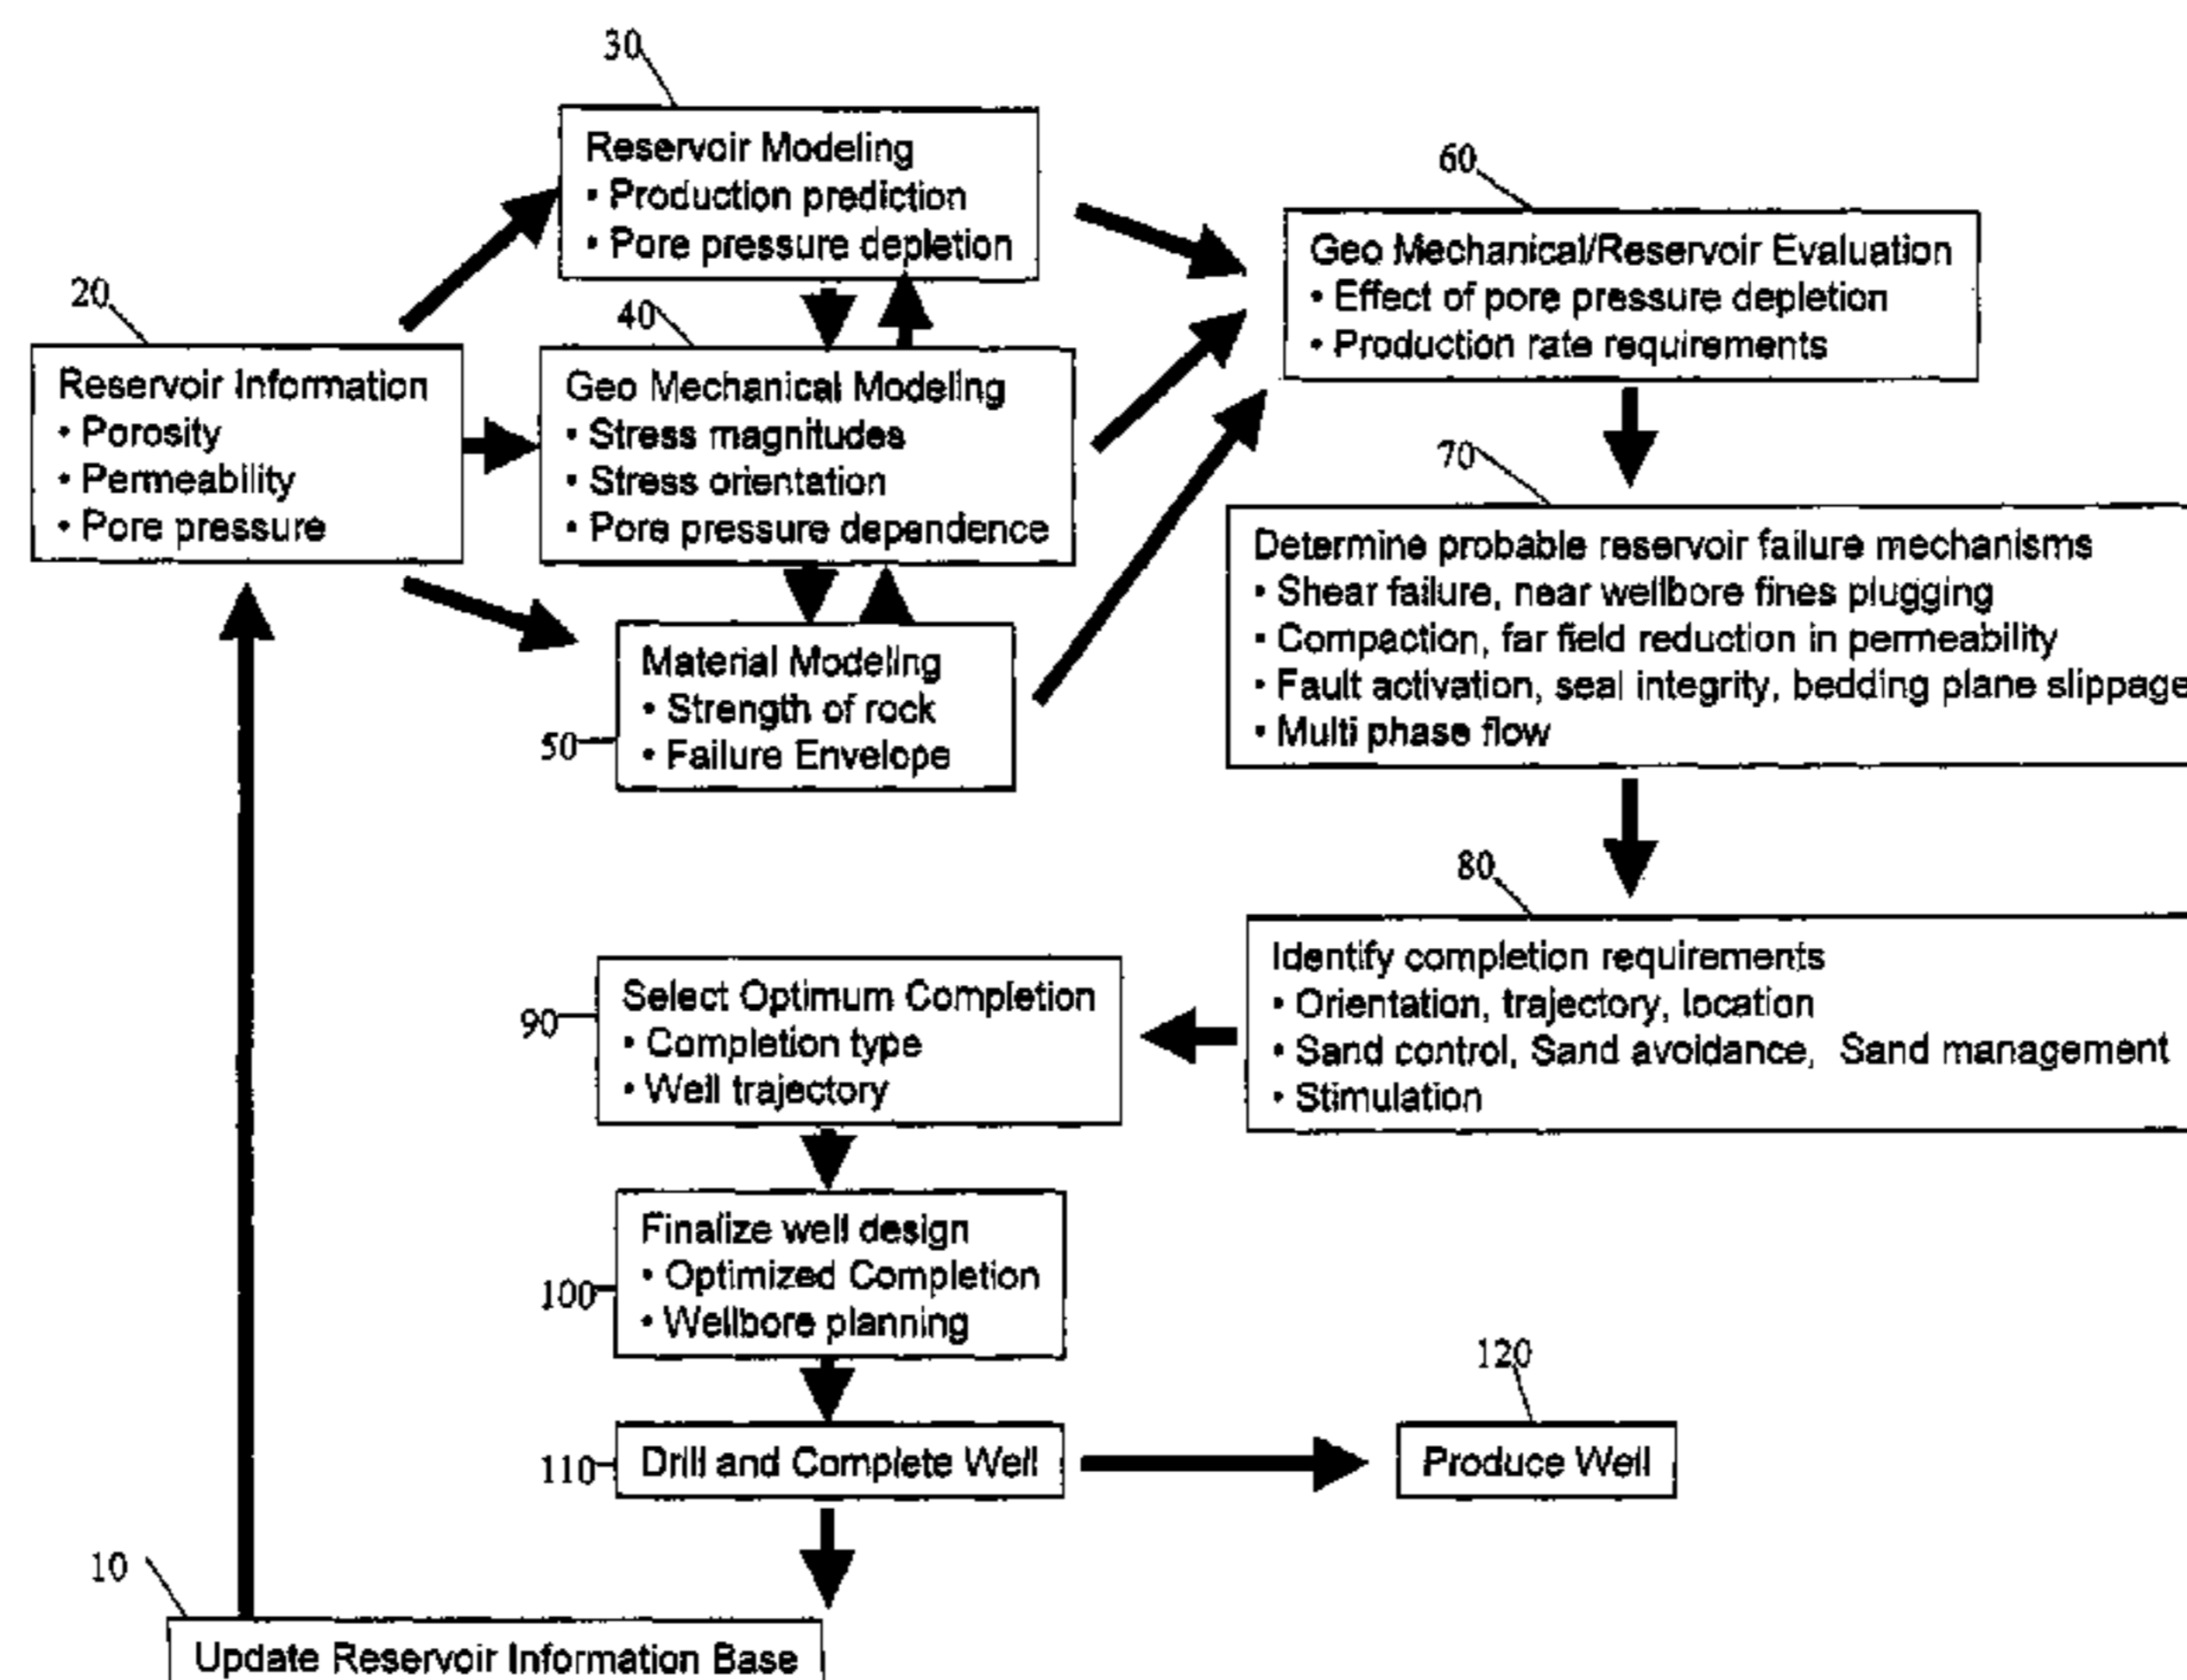 30
Reservoir Modeling
• Production prediction
• Pore pressure depletion
60
Geo Mechanical/Reservoir Evaluation
• Effect of pore pressure depletion
• Production rate requirements
20
Reservoir Information
• Porosity
• Permeability
• Pore pressure
40
Geo Mechanical Modeling
• Stress magnitudes
• Stress orientation
• Pore pressure dependence
50
Material Modeling
• Strength of rock
• Failure Envelope
70
Determine probable reservoir failure mechanisms
• Shear failure, near wellbore fines plugging
• Compaction, far field reduction in permeability
• Fault activation, seal integrity, bedding plane slippage
• Multi phase flow
80
Identify completion requirements
• Orientation, trajectory, location
• Sand control, Sand avoidance, Sand management
• Stimulation
90
Select Optimum Completion
• Completion type
• Well trajectory
100
Finalize well design
• Optimized Completion
• Wellbore planning
110
Drill and Complete Well
120
Produce Well
10
Update Reservoir Information Base